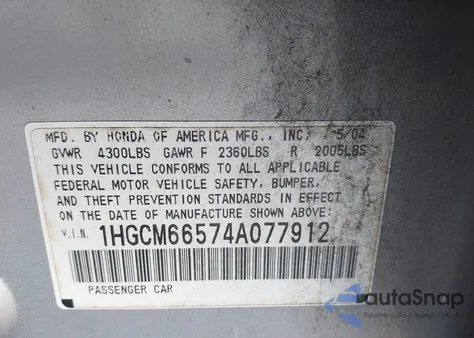 MFD. BY HONDA OF AMERICA MFG., INC. 5/04
GVWR 4300LBS GAWR F 2360LBS R 2005LBS
THIS VEHICLE CONFORMS TO ALL APPLICABLE
FEDERAL MOTOR VEHICLE SAFETY, BUMPER,
AND THEFT PREVENTION STANDARDS IN EFFECT
ON THE DATE OF MANUFACTURE SHOWN ABOVE:
V.I.N. 1HGCM66574A077912
PASSENGER CAR
autaSnap